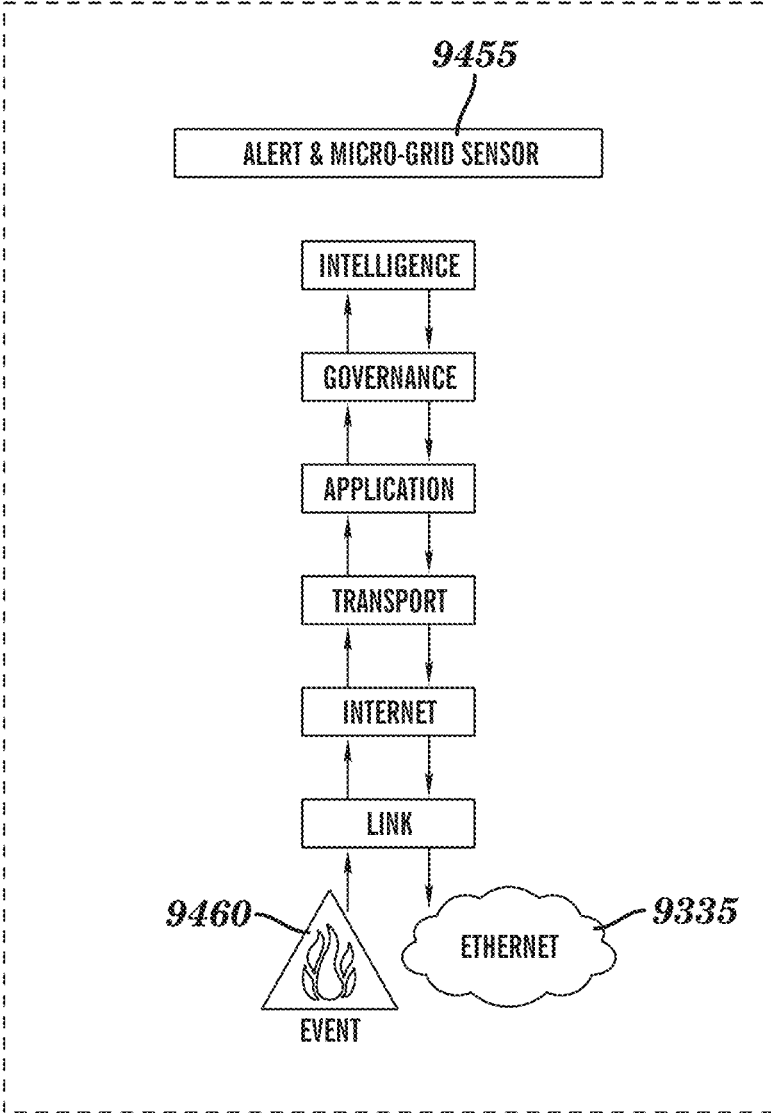 9455
ALERT & MICRO-GRID SENSOR
INTELLIGENCE
GOVERNANCE
APPLICATION
TRANSPORT
INTERNET
LINK
9460
9335
ETHERNET
EVENT